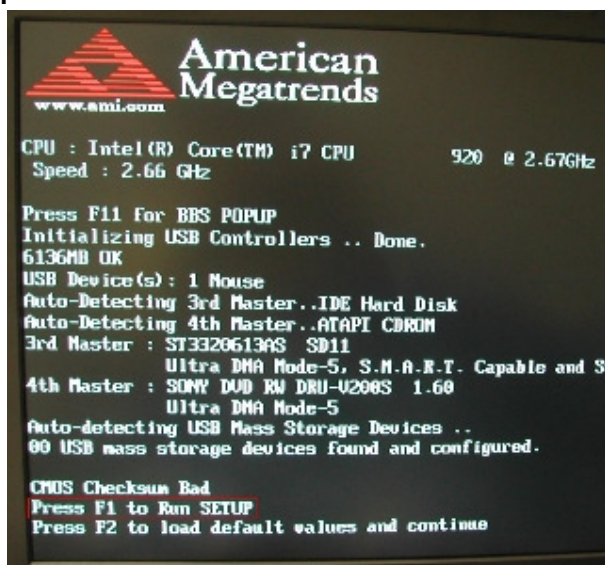 American
Megatrends
www.ami.com
CPU : Intel(R) Core(TM) i7 CPU 920 @ 2.67GHz
Speed : 2.66 GHz
Press F11 for BBS POPUP
Initializing USB Controllers .. Done.
6136MB OK
USB Device(s): 1 Mouse
Auto-Detecting 3rd Master..IDE Hard Disk
Auto-Detecting 4th Master..ATAPI CDROM
3rd Master : ST3320613AS SD11
Ultra DMA Mode-5, S.M.A.R.T. Capable and S
4th Master : SONY DVD RW DRU-V200S 1.60
Ultra DMA Mode-5
Auto-detecting USB Mass Storage Devices ..
00 USB mass storage devices found and configured.
CMOS Checksum Bad
Press F1 to Run SETUP
Press F2 to load default values and continue